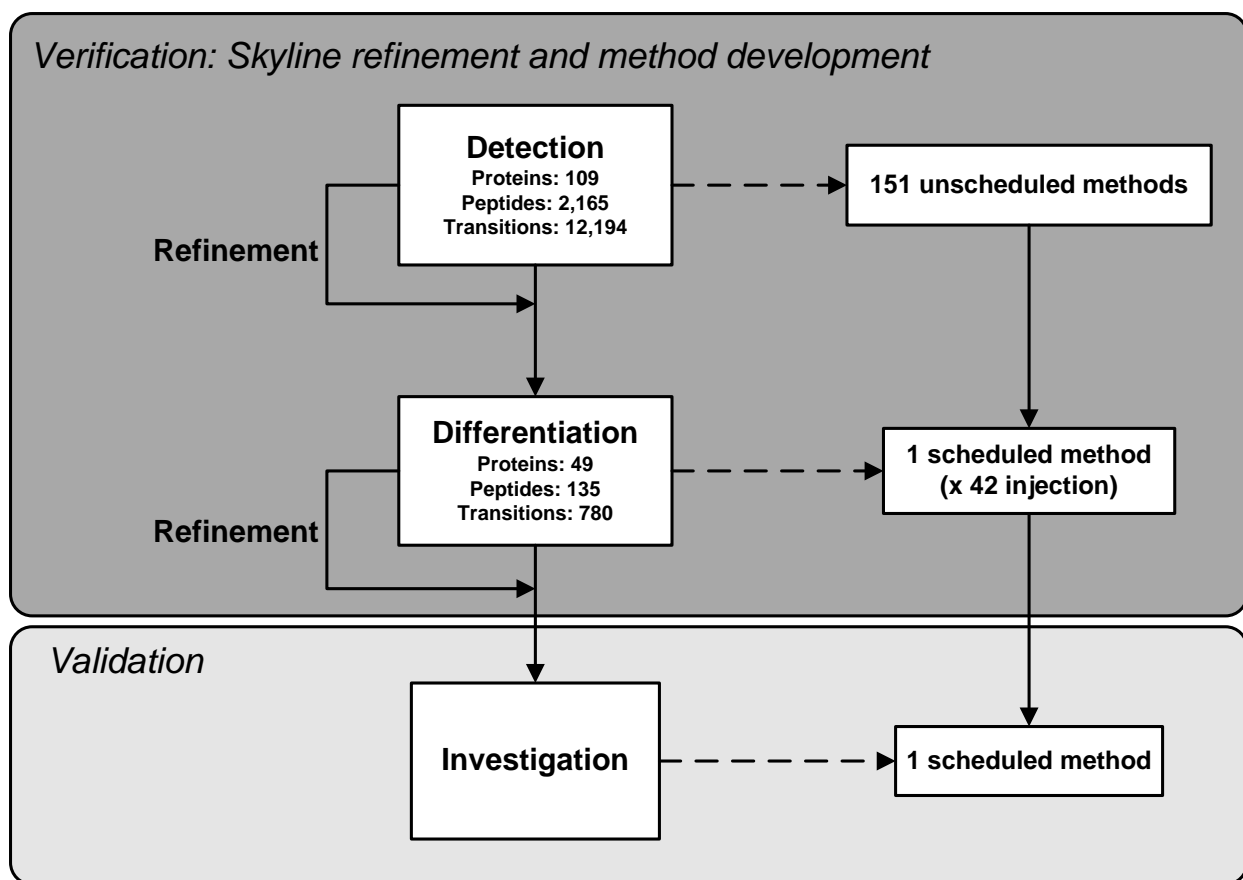 Verification: Skyline refinement and method development
Detection
Proteins: 109
Peptides: 2,165
Transitions: 12,194
151 unscheduled methods
Refinement
Differentiation
Proteins: 49
Peptides: 135
Transitions: 780
1 scheduled method
(x 42 injection)
Refinement
Validation
Investigation
1 scheduled method